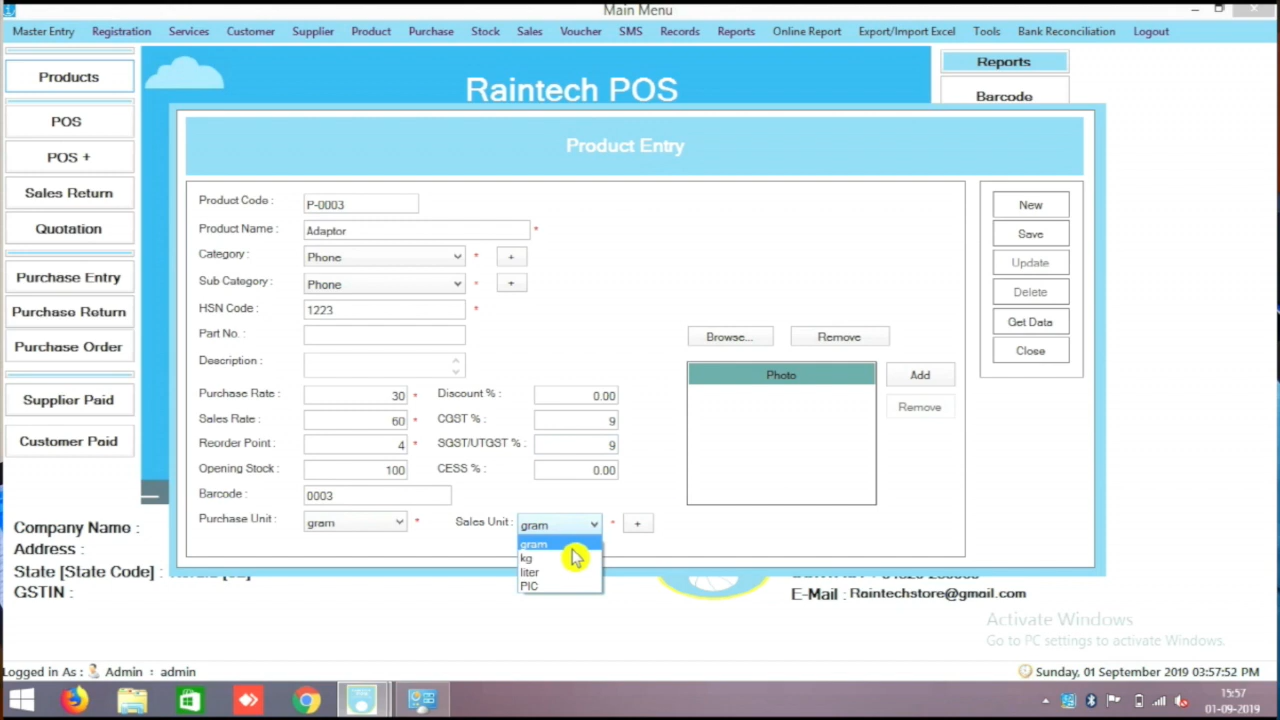 Main Menu
Master Entry Registration Services Customer Supplier Product Purchase Stock Sales Voucher SMS Records Reports Online Report Export/Import Excel Tools Bank Reconciliation Logout
Products
POS
POS +
Sales Return
Quotation
Purchase Entry
Purchase Return
Purchase Order
Supplier Paid
Customer Paid
Raintech POS
Reports
Barcode
Product Entry
Product Code : P-0003
Product Name : Adaptor *
Category : Phone * +
Sub Category : Phone * +
HSN Code : 1223 *
Part No. :
Description :
Purchase Rate : 30 * Discount % : 0.00
Sales Rate : 60 * CGST % : 9
Reorder Point : 4 * SGST/UTGST % : 9
Opening Stock : 100 CESS % : 0.00
Barcode : 0003
Purchase Unit : gram * Sales Unit : gram * +
gram
kg
liter
PIC
Browse... Remove
Photo
Add
Remove
New
Save
Update
Delete
Get Data
Close
Company Name :
Address :
State [State Code] :
GSTIN :
E-Mail : Raintechstore@gmail.com
Activate Windows
Go to PC settings to activate Windows.
Logged in As : Admin : admin
Sunday, 01 September 2019 03:57:52 PM
15:57
01-09-2019